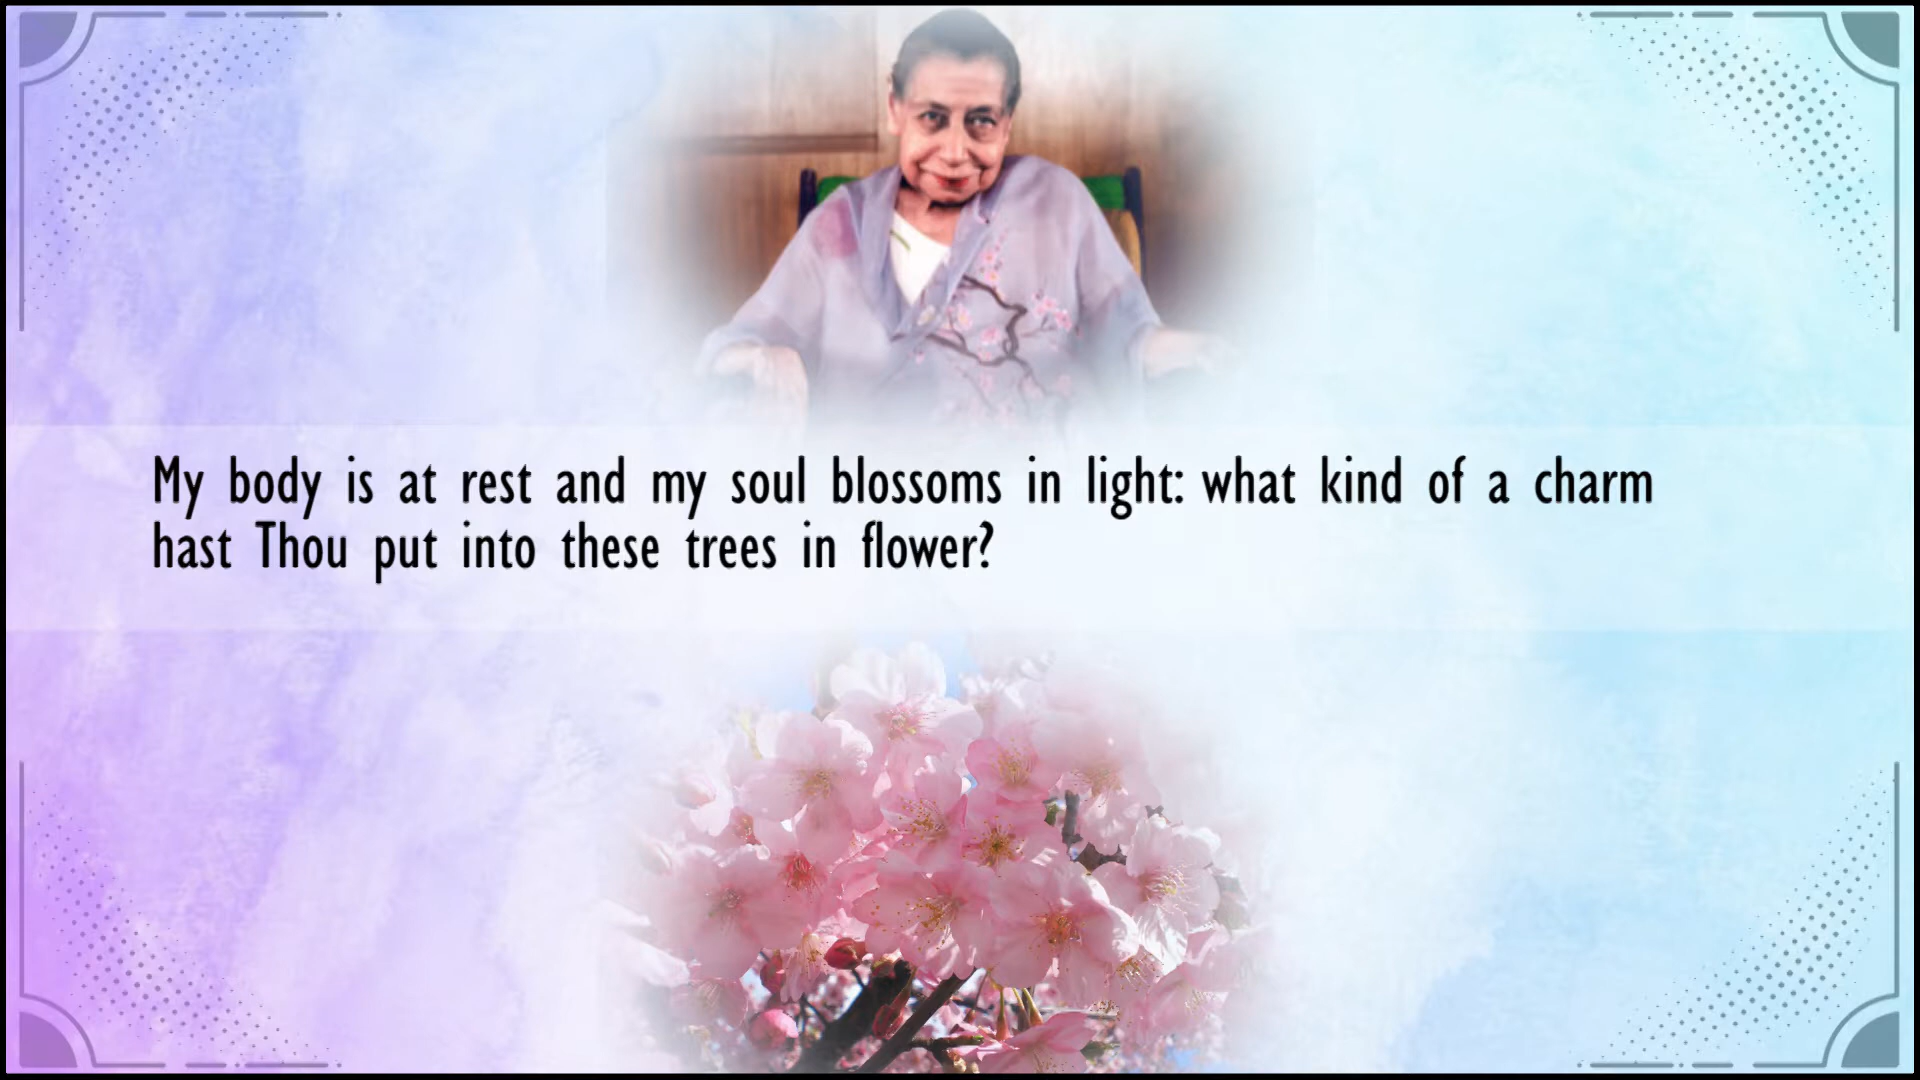 My body is at rest and my soul blossoms in light: what kind of a charm
hast Thou put into these trees in flower?